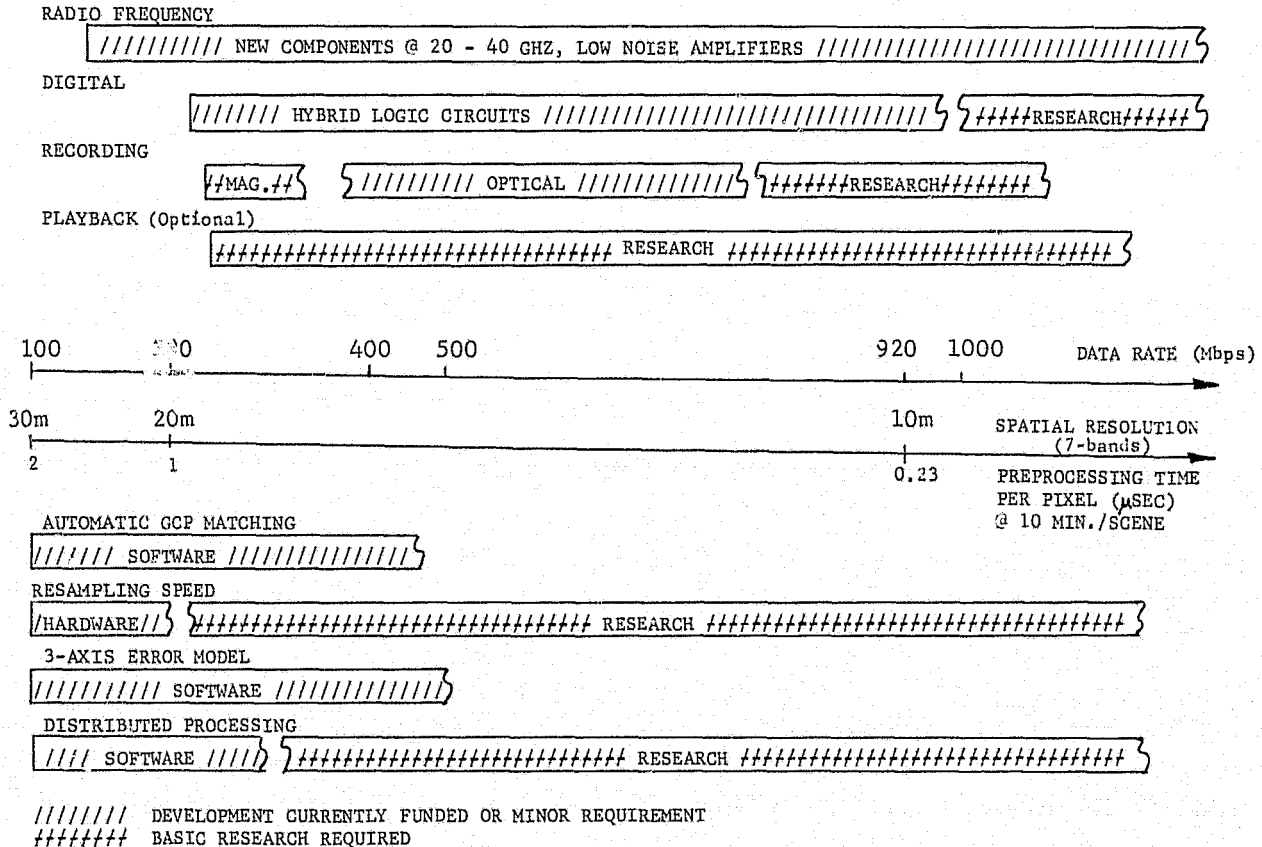 RADIO FREQUENCY
/////////// NEW COMPONENTS @ 20 - 40 GHZ, LOW NOISE AMPLIFIERS /////////////////////////////////
DIGITAL
//////// HYBRID LOGIC CIRCUITS /////////////////////////////////// #####RESEARCH######
RECORDING
##MAG.## ////////// OPTICAL ////////////// #######RESEARCH########
PLAYBACK (Optional)
############################ RESEARCH ###########################
100 400 500 920 1000 DATA RATE (Mbps)
30m 20m 10m SPATIAL RESOLUTION
(7-bands)
2 1 0.23 PREPROCESSING TIME
PER PIXEL (μSEC)
@ 10 MIN./SCENE
AUTOMATIC GCP MATCHING
/////// SOFTWARE ////////////////
RESAMPLING SPEED
/HARDWARE// ############################ RESEARCH #############################
3-AXIS ERROR MODEL
/////////// SOFTWARE ///////////////
DISTRIBUTED PROCESSING
//// SOFTWARE ///// ####################### RESEARCH ###########################
//////// DEVELOPMENT CURRENTLY FUNDED OR MINOR REQUIREMENT
######## BASIC RESEARCH REQUIRED